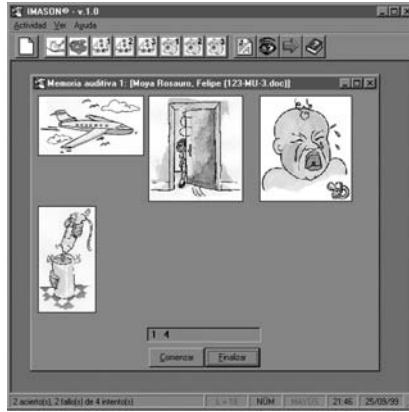 IMASON® - v.1.0
Actividad Ver Ayuda
Memoria auditiva 1: [Moya Rosauro, Felipe (123-MU-3.doc)]
1 4
Comenzar Finalizar
2 acierto(s), 2 fallo(s) de 4 intento(s) NÚM MAYÚS 21:46 25/09/99